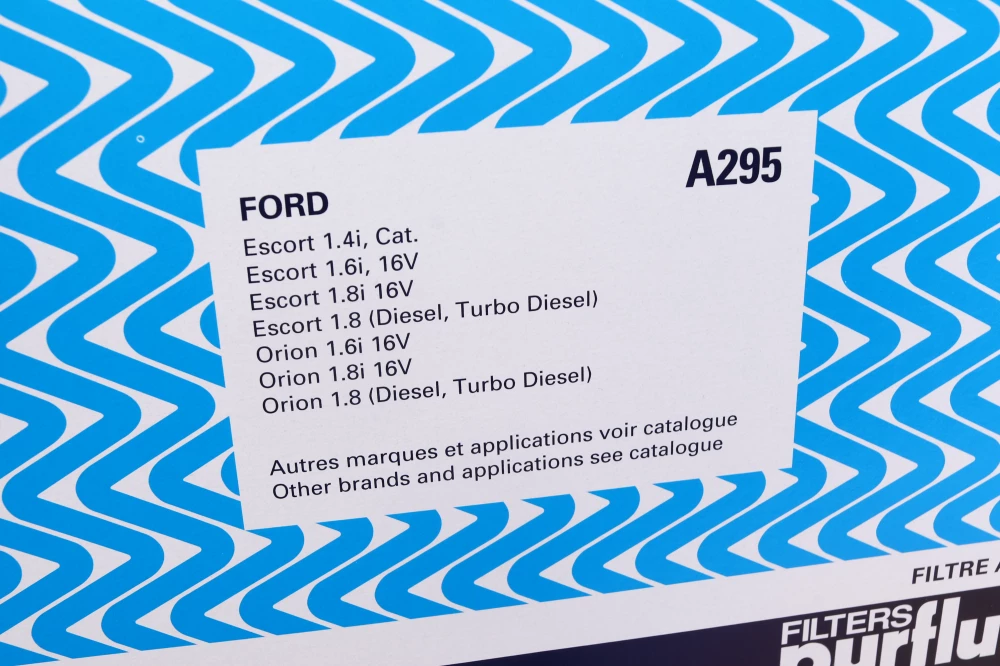 A295
FORD
Escort 1.4i, Cat.
Escort 1.6i, 16V
Escort 1.8i 16V
Escort 1.8 (Diesel, Turbo Diesel)
Orion 1.6i 16V
Orion 1.8i 16V
Orion 1.8 (Diesel, Turbo Diesel)
Autres marques et applications voir catalogue
Other brands and applications see catalogue
FILTRE
FILTERS